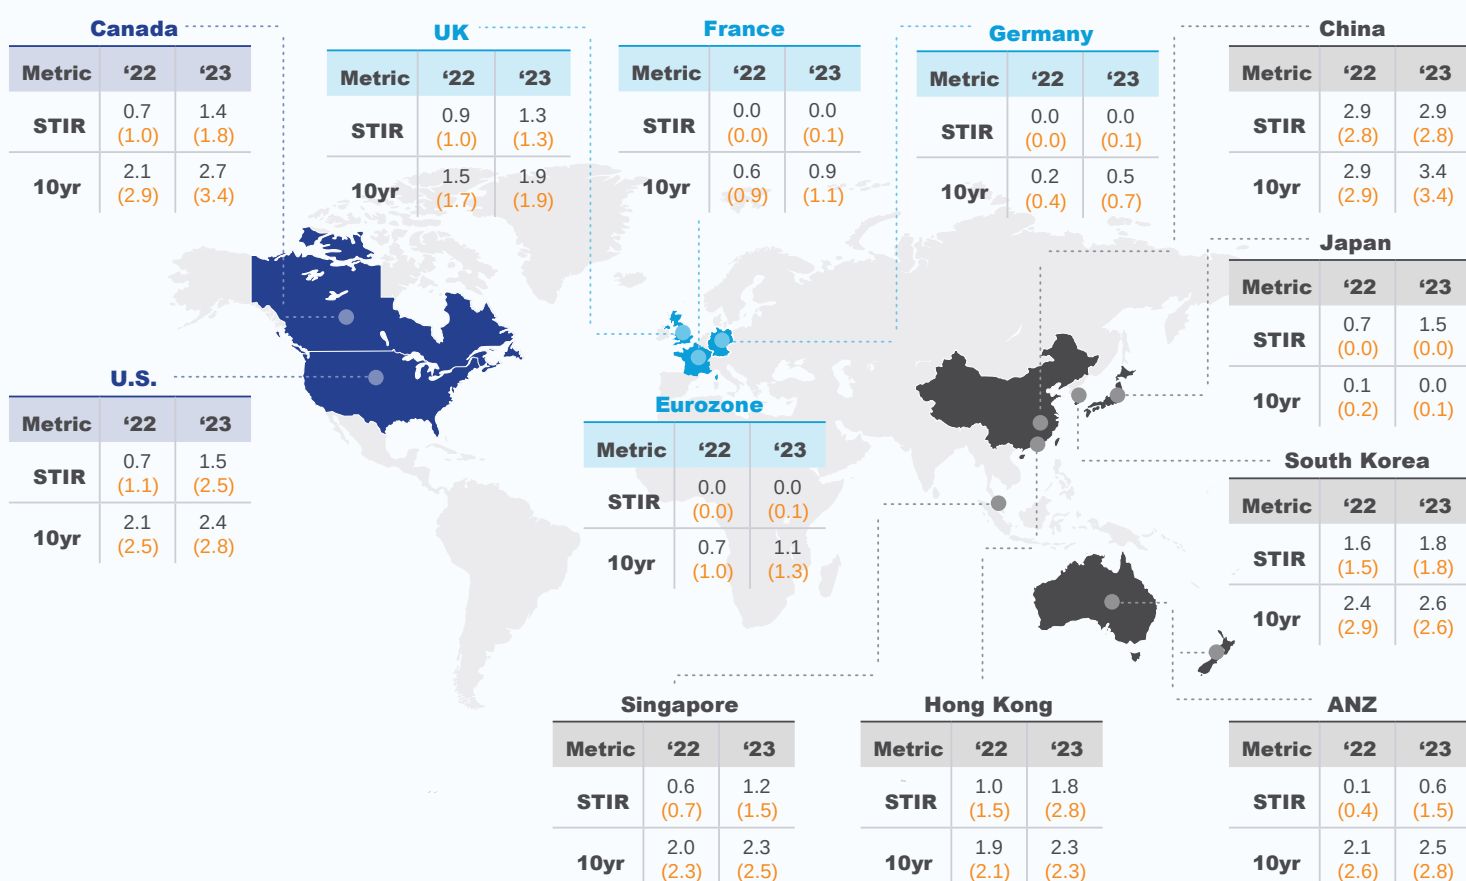 Canada
Metric ‘22 ‘23
STIR 0.7 1.4
(1.0) (1.8)
10yr 2.1 2.7
(2.9) (3.4)
UK
Metric ‘22 ‘23
STIR 0.9 1.3
(1.0) (1.3)
10yr 1.5 1.9
(1.7) (1.9)
France
Metric ‘22 ‘23
STIR 0.0 0.0
(0.0) (0.1)
10yr 0.6 0.9
(0.9) (1.1)
Germany
Metric ‘22 ‘23
STIR 0.0 0.0
(0.0) (0.1)
10yr 0.2 0.5
(0.4) (0.7)
China
Metric ‘22 ‘23
STIR 2.9 2.9
(2.8) (2.8)
10yr 2.9 3.4
(2.9) (3.4)
Japan
Metric ‘22 ‘23
STIR 0.7 1.5
(0.0) (0.0)
10yr 0.1 0.0
(0.2) (0.1)
U.S.
Metric ‘22 ‘23
STIR 0.7 1.5
(1.1) (2.5)
10yr 2.1 2.4
(2.5) (2.8)
Eurozone
Metric ‘22 ‘23
STIR 0.0 0.0
(0.0) (0.1)
10yr 0.7 1.1
(1.0) (1.3)
South Korea
Metric ‘22 ‘23
STIR 1.6 1.8
(1.5) (1.8)
10yr 2.4 2.6
(2.9) (2.6)
Singapore
Metric ‘22 ‘23
STIR 0.6 1.2
(0.7) (1.5)
10yr 2.0 2.3
(2.3) (2.5)
Hong Kong
Metric ‘22 ‘23
STIR 1.0 1.8
(1.5) (2.8)
10yr 1.9 2.3
(2.1) (2.3)
ANZ
Metric ‘22 ‘23
STIR 0.1 0.6
(0.4) (1.5)
10yr 2.1 2.5
(2.6) (2.8)